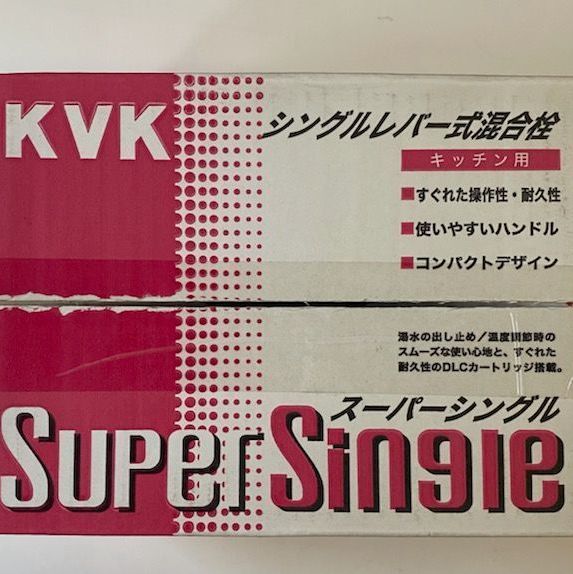 KVK
シングルレバー式混合栓
キッチン用
すぐれた操作性・耐久性
使いやすいハンドル
コンパクトデザイン
湯水の出し止め／温度調節時の
スムーズな使い心地と、すぐれた
耐久性のDLCカートリッジ搭載。
スーパーシングル
SUPER SINGLE